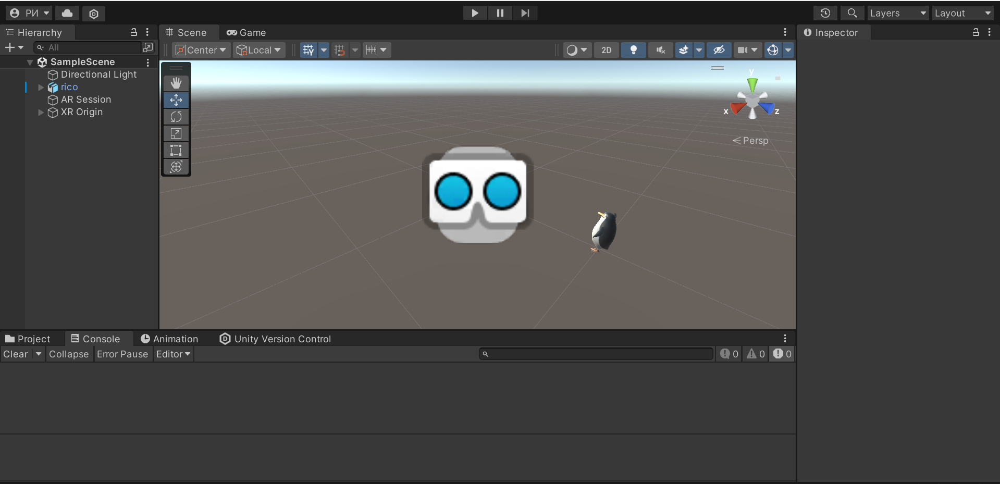 РИ
Layers
Layout
Hierarchy
Scene
Game
Inspector
All
Center
Local
2D
SampleScene
Directional Light
rico
AR Session
XR Origin
y
x
z
Persp
Project
Console
Animation
Unity Version Control
Clear
Collapse
Error Pause
Editor
0
0
0